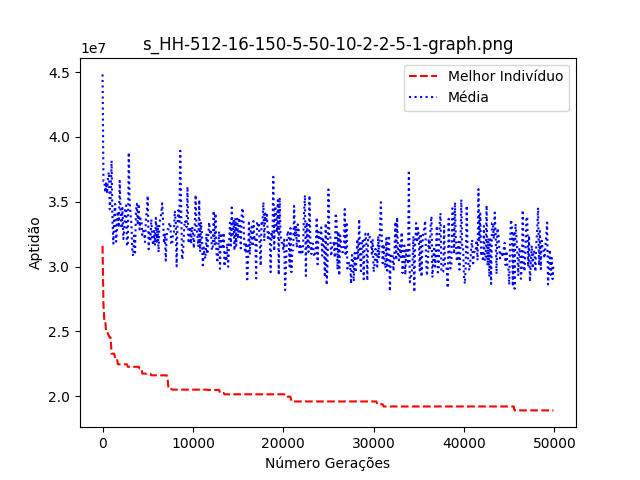 s_HH-512-16-150-5-50-10-2-2-5-1-graph.png
1e7
Melhor Indivíduo
Média
4.5
4.0
3.5
3.0
2.5
2.0
Aptidão
0 10000 20000 30000 40000 50000
Número Gerações